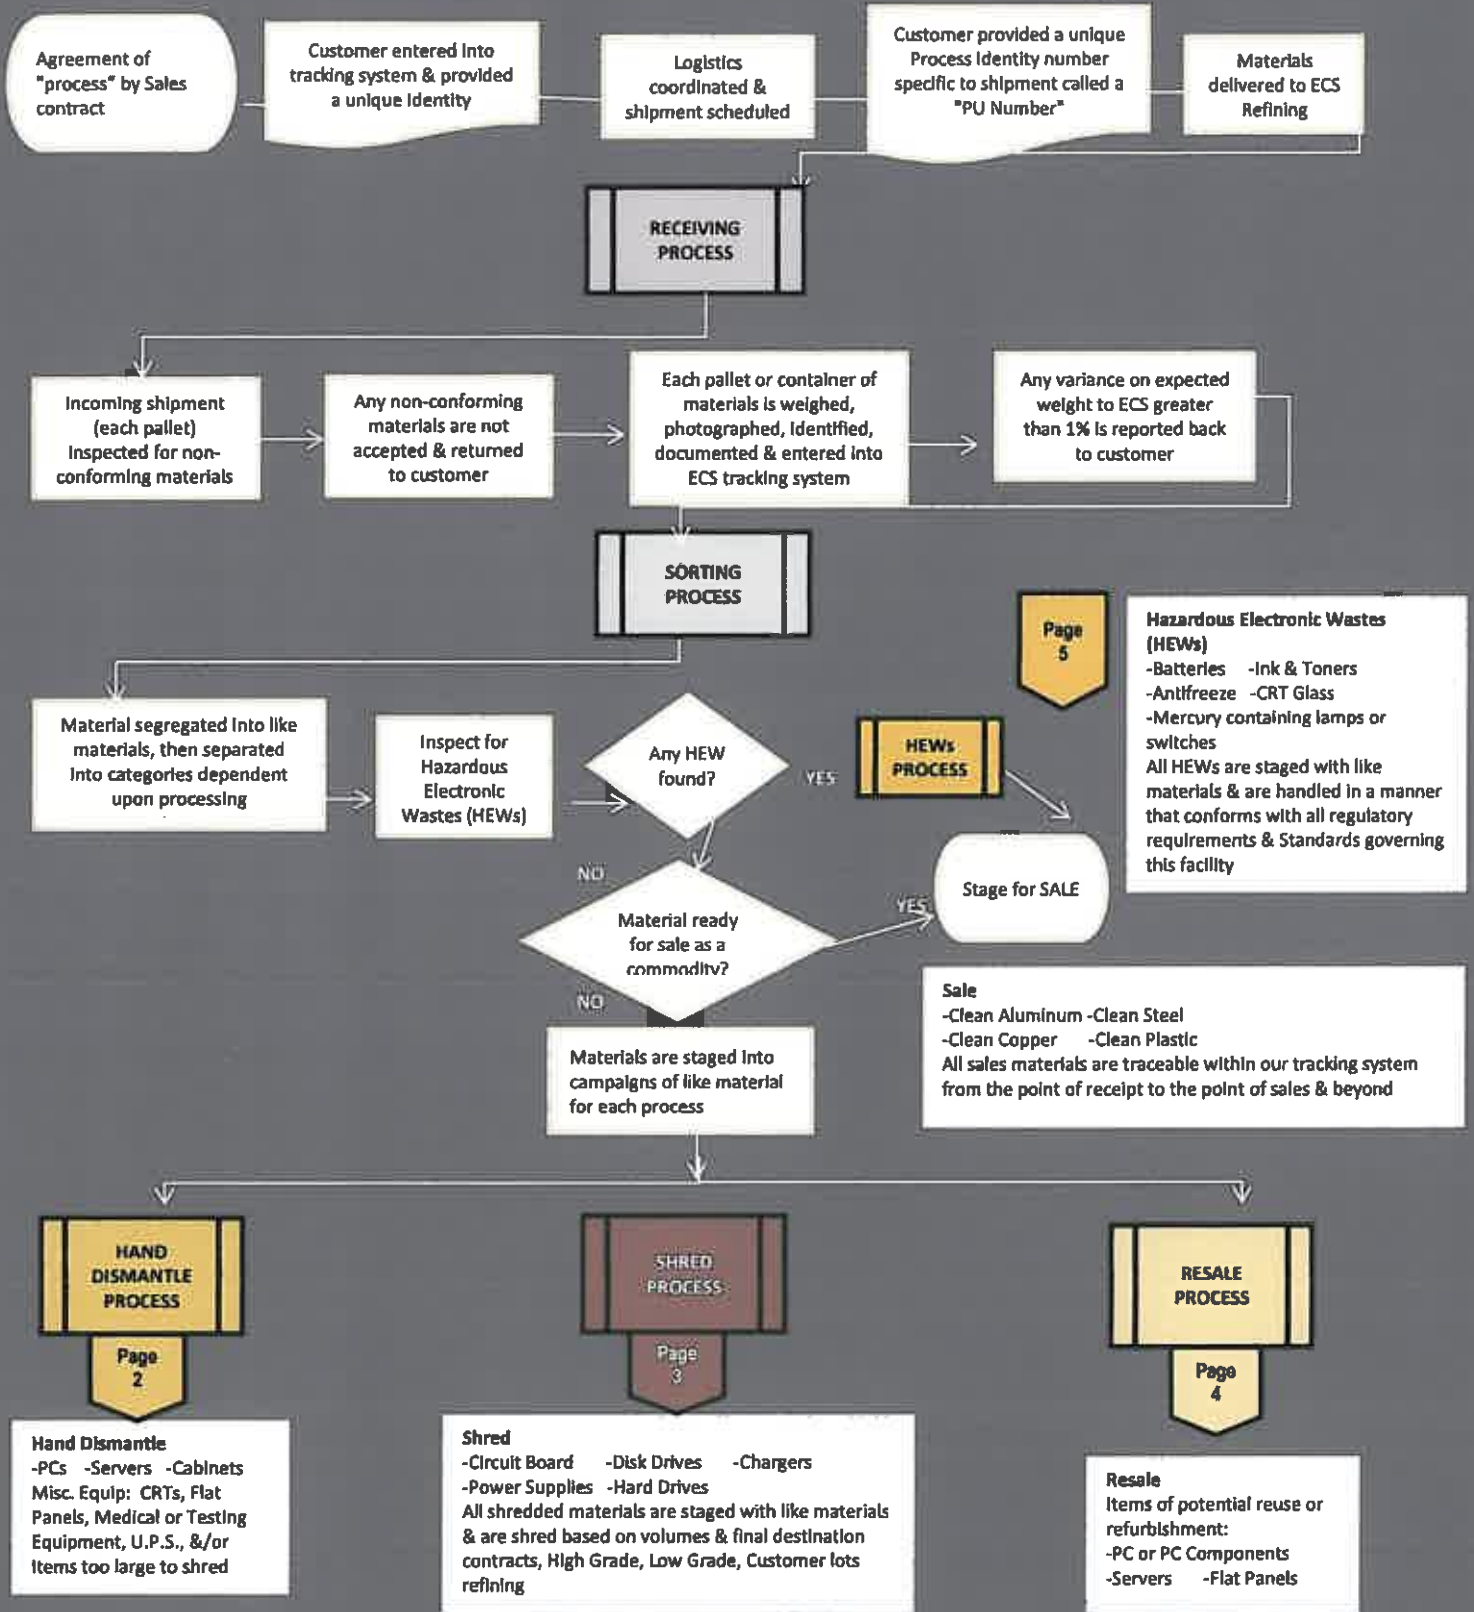 Agreement of
"process" by Sales
contract
Customer entered into
tracking system & provided
a unique identity
Logistics
coordinated &
shipment scheduled
Customer provided a unique
Process Identity number
specific to shipment called a
"PU Number"
Materials
delivered to ECS
Refining
RECEIVING
PROCESS
Incoming shipment
(each pallet)
inspected for non-
conforming materials
Any non-conforming
materials are not
accepted & returned
to customer
Each pallet or container of
materials is weighed,
photographed, identified,
documented & entered into
ECS tracking system
Any variance on expected
weight to ECS greater
than 1% is reported back
to customer
SORTING
PROCESS
Material segregated into like
materials, then separated
into categories dependent
upon processing
Inspect for
Hazardous
Electronic
Wastes (HEWs)
Any HEW
found?
YES
HEWs
PROCESS
Page
5
Hazardous Electronic Wastes
(HEWs)
-Batteries -Ink & Toners
-Antifreeze -CRT Glass
-Mercury containing lamps or
switches
All HEWs are staged with like
materials & are handled in a manner
that conforms with all regulatory
requirements & Standards governing
this facility
NO
Material ready
for sale as a
commodity?
YES
Stage for SALE
NO
Sale
-Clean Aluminum -Clean Steel
-Clean Copper -Clean Plastic
All sales materials are traceable within our tracking system
from the point of receipt to the point of sales & beyond
Materials are staged into
campaigns of like material
for each process
HAND
DISMANTLE
PROCESS
Page
2
Hand Dismantle
-PCs -Servers -Cabinets
Misc. Equip: CRTs, Flat
Panels, Medical or Testing
Equipment, U.P.S., &/or
items too large to shred
SHRED
PROCESS
Page
3
Shred
-Circuit Board -Disk Drives -Chargers
-Power Supplies -Hard Drives
All shredded materials are staged with like materials
& are shred based on volumes & final destination
contracts, High Grade, Low Grade, Customer lots
refining
RESALE
PROCESS
Page
4
Resale
Items of potential reuse or
refurbishment:
-PC or PC Components
-Servers -Flat Panels